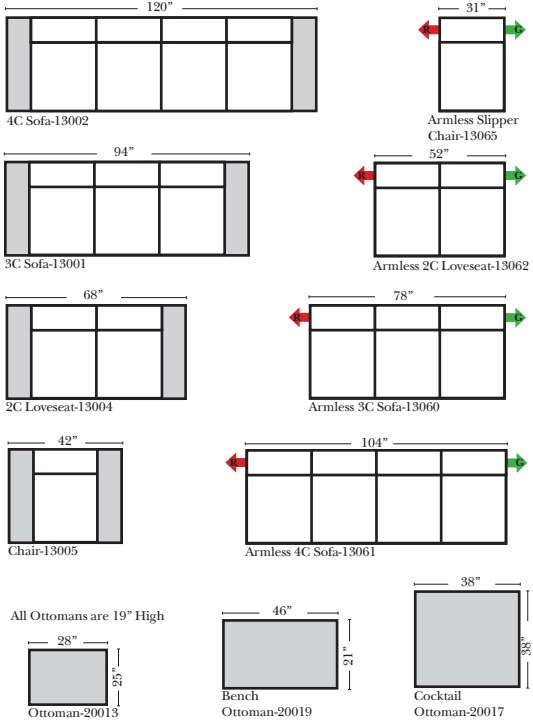 120”
4C Sofa-13002
31”
R
G
Armless Slipper
Chair-13065
94”
3C Sofa-13001
52”
R
G
Armless 2C Loveseat-13062
68”
2C Loveseat-13004
78”
R
G
Armless 3C Sofa-13060
42”
Chair-13005
104”
R
G
Armless 4C Sofa-13061
All Ottomans are 19” High
28”
25”
Ottoman-20013
46”
21”
Bench
Ottoman-20019
38”
38”
Cocktail
Ottoman-20017